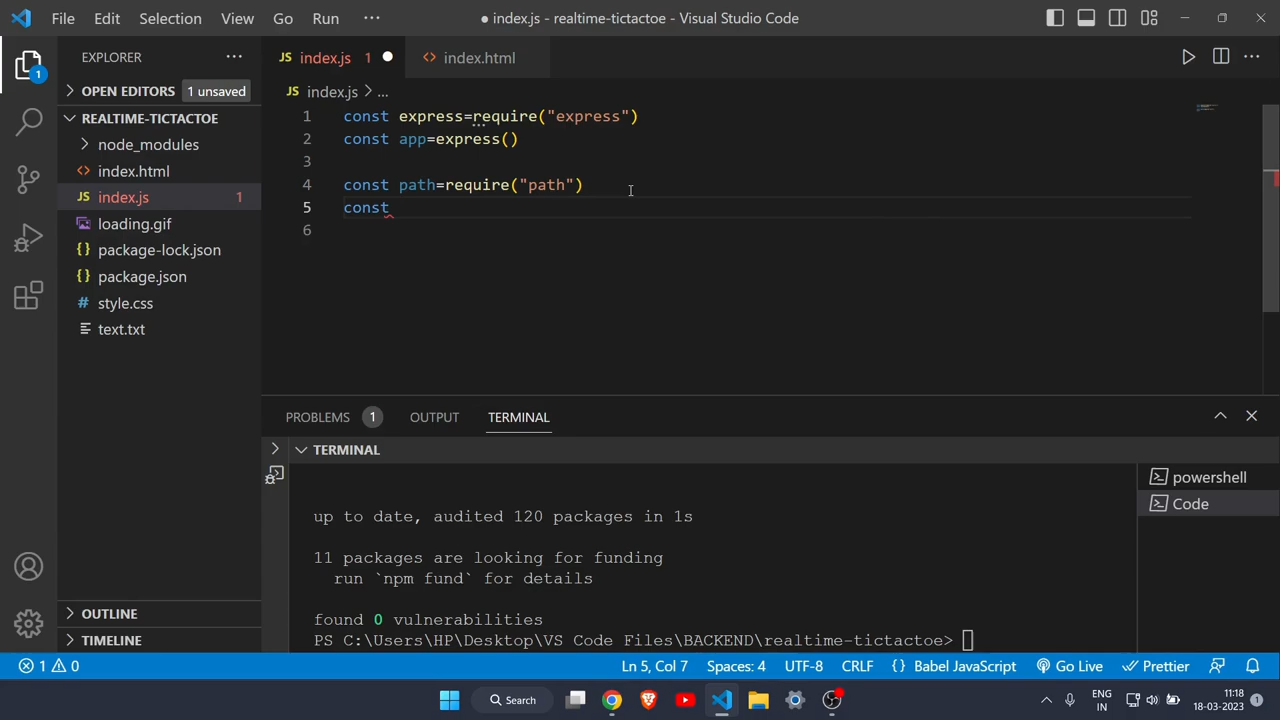 File Edit Selection View Go Run ··· ● index.js - realtime-tictactoe - Visual Studio Code
EXPLORER ···
JS index.js 1 ●
<> index.html
OPEN EDITORS 1 unsaved
REALTIME-TICTACTOE
node_modules
<> index.html
JS index.js 1
loading.gif
{} package-lock.json
{} package.json
# style.css
text.txt
OUTLINE
TIMELINE
1
JS index.js > ...
1 const express=require("express")
2 const app=express()
3
4 const path=require("path")
5 const
6
PROBLEMS 1 OUTPUT TERMINAL
TERMINAL
up to date, audited 120 packages in 1s
11 packages are looking for funding
run `npm fund` for details
found 0 vulnerabilities
PS C:\Users\HP\Desktop\VS Code Files\BACKEND\realtime-tictactoe>
powershell
Code
1 0 Ln 5, Col 7 Spaces: 4 UTF-8 CRLF {} Babel JavaScript Go Live Prettier
Search
ENG
IN
11:18
18-03-2023
1